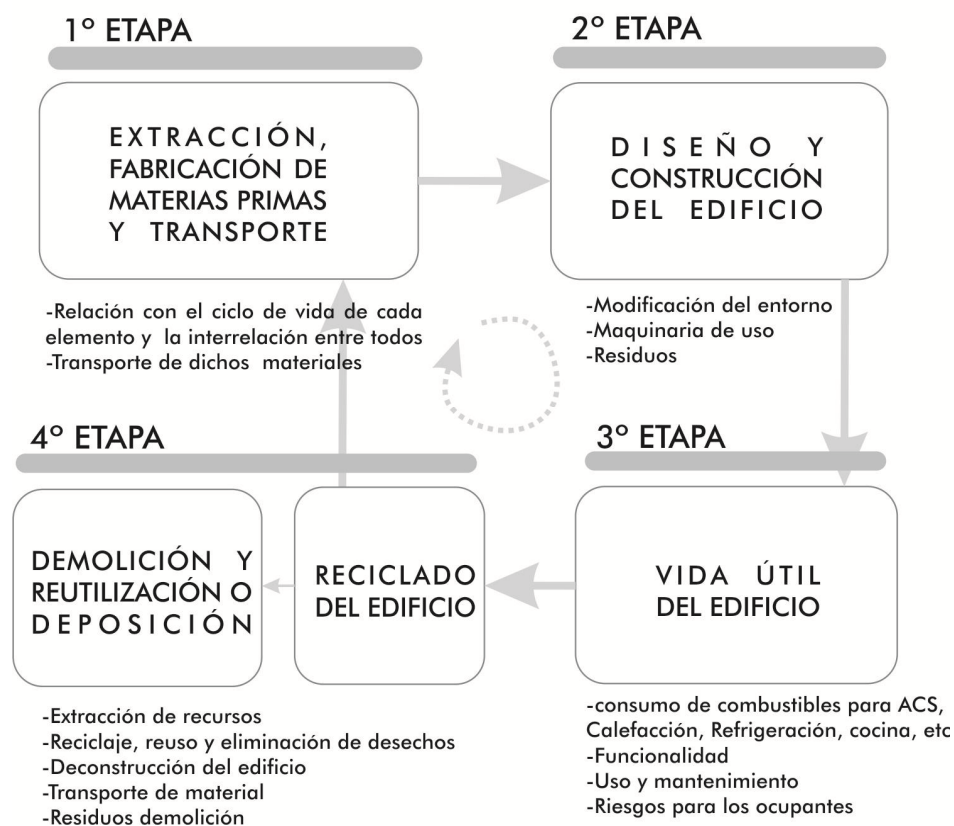 1º ETAPA
EXTRACCIÓN,
FABRICACIÓN DE
MATERIAS PRIMAS
Y TRANSPORTE
-Relación con el ciclo de vida de cada
elemento y la interrelación entre todos
-Transporte de dichos materiales
2º ETAPA
DISEÑO Y
CONSTRUCCIÓN
DEL EDIFICIO
-Modificación del entorno
-Maquinaria de uso
-Residuos
3º ETAPA
VIDA ÚTIL
DEL EDIFICIO
-consumo de combustibles para ACS,
Calefacción, Refrigeración, cocina, etc
-Funcionalidad
-Uso y mantenimiento
-Riesgos para los ocupantes
4º ETAPA
RECICLADO
DEL EDIFICIO
DEMOLICIÓN Y
REUTILIZACIÓN O
DEPOSICIÓN
-Extracción de recursos
-Reciclaje, reuso y eliminación de desechos
-Deconstrucción del edificio
-Transporte de material
-Residuos demolición